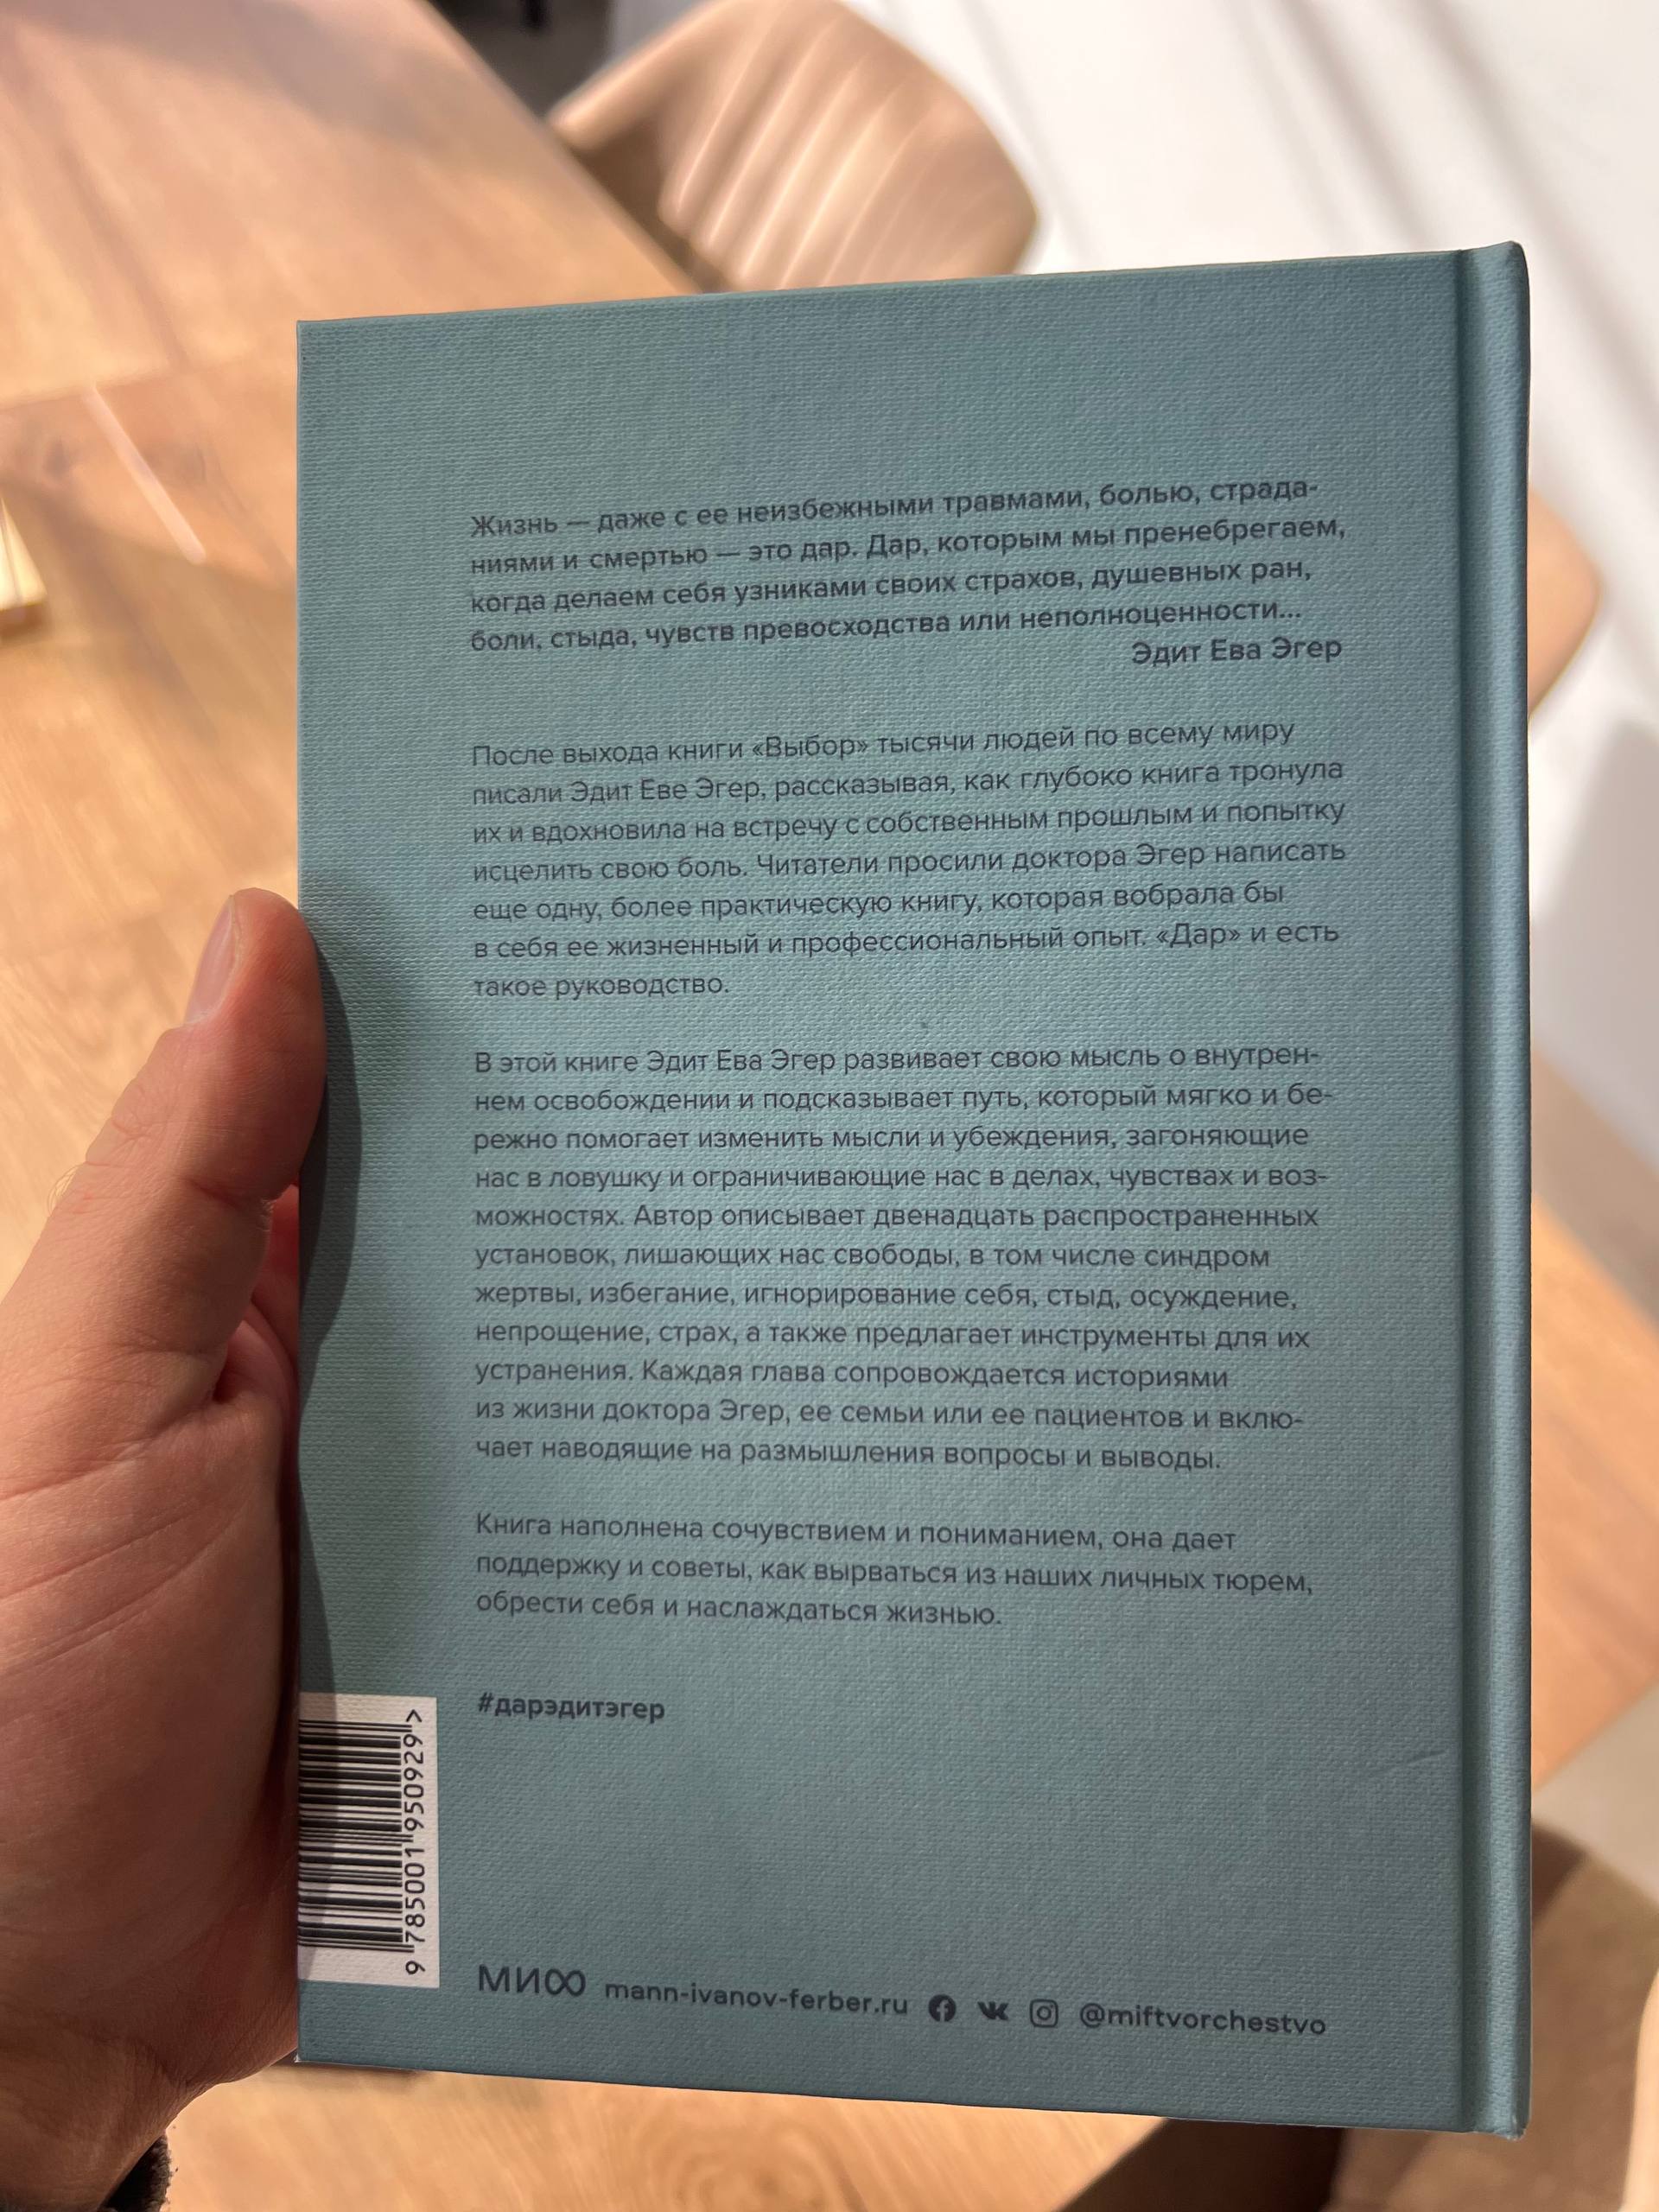 Жизнь — даже с ее неизбежными травмами, болью, страда-
ниями и смертью — это дар. Дар, которым мы пренебрегаем,
когда делаем себя узниками своих страхов, душевных ран,
боли, стыда, чувств превосходства или неполноценности...
Эдит Ева Эгер
После выхода книги «Выбор» тысячи людей по всему миру
писали Эдит Еве Эгер, рассказывая, как глубоко книга тронула
их и вдохновила на встречу с собственным прошлым и попытку
исцелить свою боль. Читатели просили доктора Эгер написать
еще одну, более практическую книгу, которая вобрала бы
в себя ее жизненный и профессиональный опыт. «Дар» и есть
такое руководство.
В этой книге Эдит Ева Эгер развивает свою мысль о внутрен-
нем освобождении и подсказывает путь, который мягко и бе-
режно помогает изменить мысли и убеждения, загоняющие
нас в ловушку и ограничивающие нас в делах, чувствах и воз-
можностях. Автор описывает двенадцать распространенных
установок, лишающих нас свободы, в том числе синдром
жертвы, избегание, игнорирование себя, стыд, осуждение,
непрощение, страх, а также предлагает инструменты для их
устранения. Каждая глава сопровождается историями
из жизни доктора Эгер, ее семьи или ее пациентов и вклю-
чает наводящие на размышления вопросы и выводы.
Книга наполнена сочувствием и пониманием, она дает
поддержку и советы, как вырваться из наших личных тюрем,
обрести себя и наслаждаться жизнью.
#дарэдитэгер
9 785001 950929 >
МИФ mann-ivanov-ferber.ru @miftvorchestvo